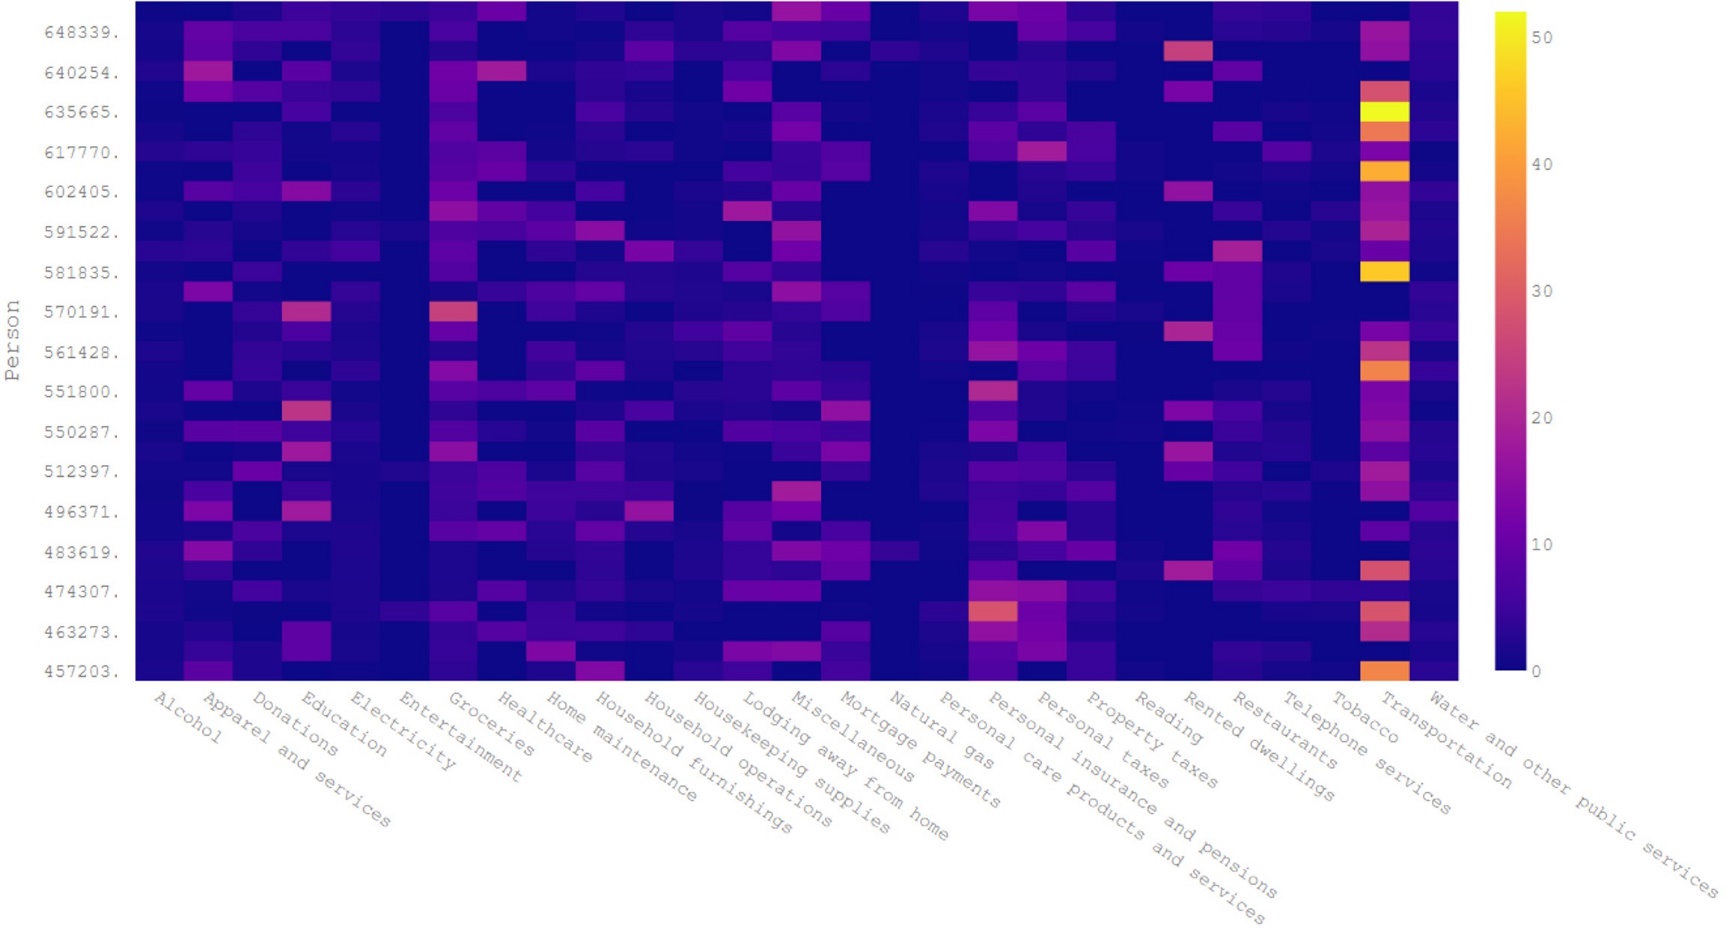 648339.
640254.
635665.
617770.
602405.
591522.
581835.
570191.
561428.
551800.
550287.
512397.
496371.
483619.
474307.
463273.
457203.
Person
50
40
30
20
10
0
Alcohol
Apparel and services
Donations
Education
Electricity
Entertainment
Groceries
Healthcare
Home maintenance
Household furnishings
Household operations
Housekeeping supplies
Lodging away from home
Miscellaneous
Mortgage payments
Natural gas
Personal care products and services
Personal insurance and pensions
Personal taxes
Property taxes
Reading
Rented dwellings
Restaurants
Telephone services
Tobacco
Transportation
Water and other public services